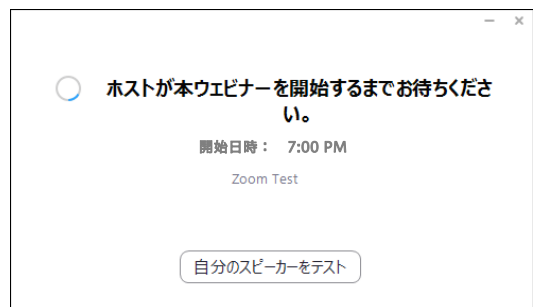 ホストが本ウェビナーを開始するまでお待ちくださ
い。
開始日時： 7:00 PM
Zoom Test
自分のスピーカーをテスト